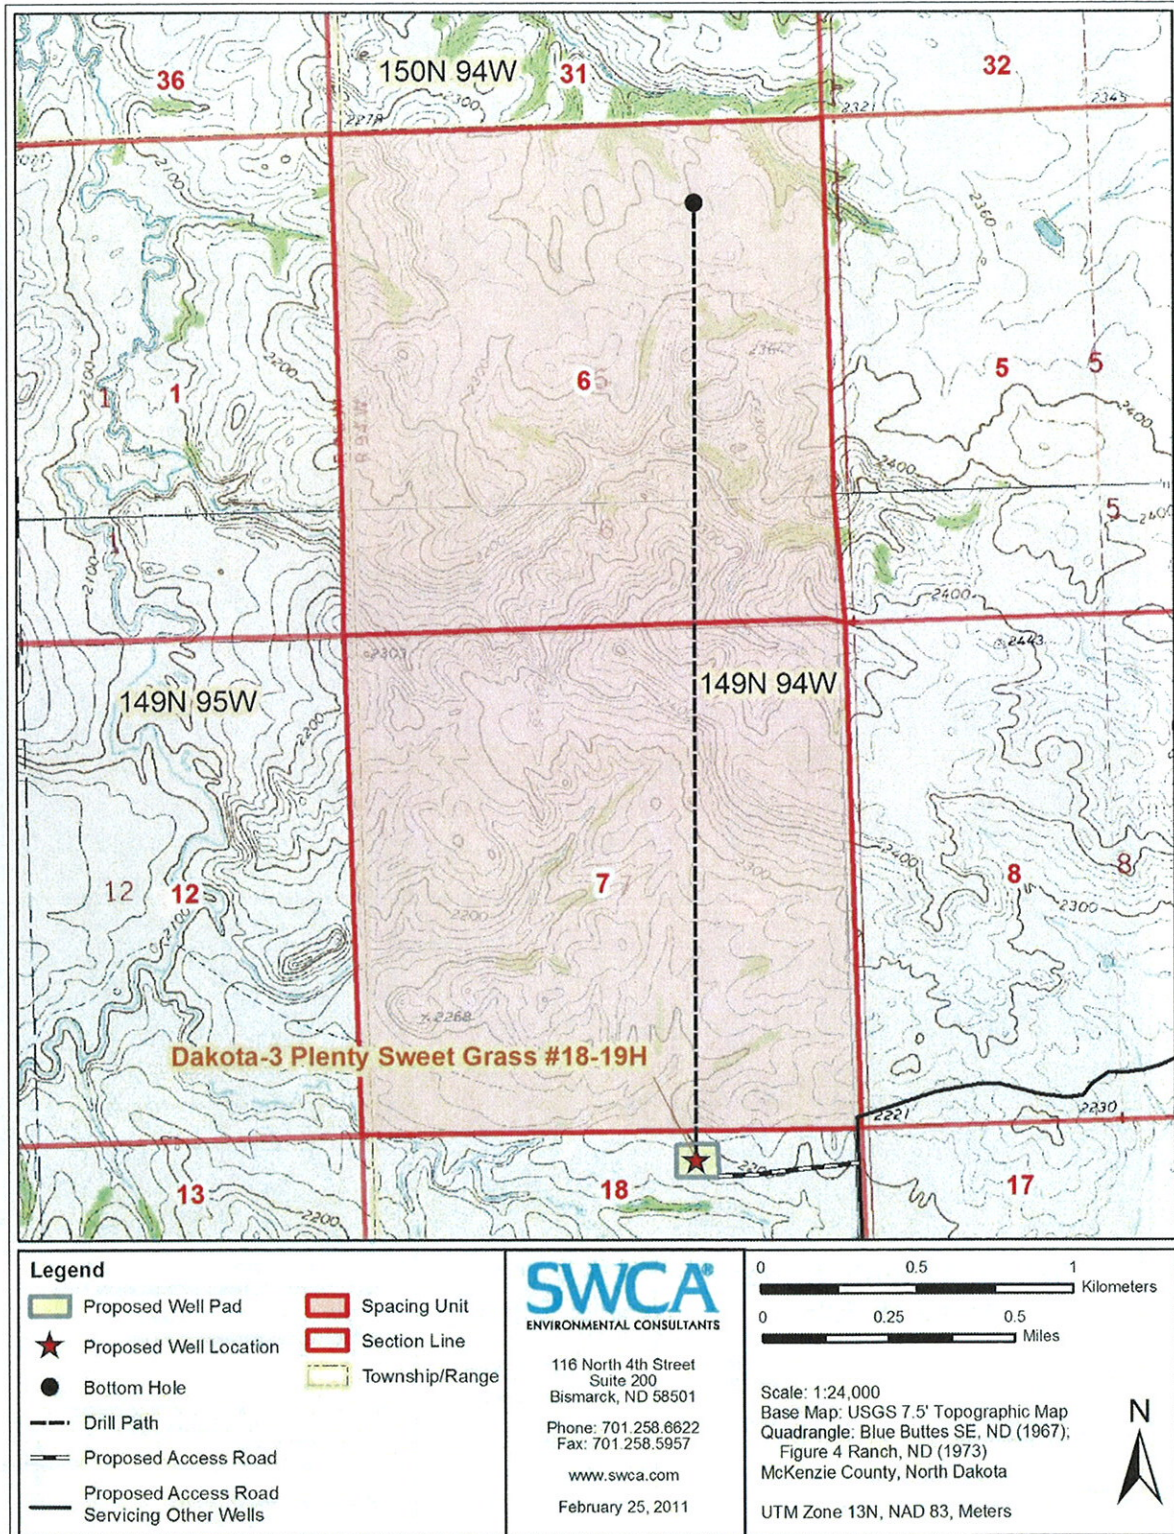 36
150N 94W
31
32
2300
2278
2321
2345
2100
2360
2364
2200
6
5
5
1
1
2100
2400
2400
6
5
2400
1
2100
2400
2303
2443
149N 95W
149N 94W
2200
2400
12
12
7
8
8
2300
2200
2100
2268
Dakota-3 Plenty Sweet Grass #18-19H
2221
2230
13
18
17
2200
Legend
Proposed Well Pad
Proposed Well Location
Bottom Hole
Drill Path
Proposed Access Road
Proposed Access Road
Servicing Other Wells
Spacing Unit
Section Line
Township/Range
SWCA®
ENVIRONMENTAL CONSULTANTS
116 North 4th Street
Suite 200
Bismarck, ND 58501
Phone: 701.258.6622
Fax: 701.258.5957
www.swca.com
February 25, 2011
0 0.5 1
Kilometers
0 0.25 0.5
Miles
Scale: 1:24,000
Base Map: USGS 7.5' Topographic Map
Quadrangle: Blue Buttes SE, ND (1967);
Figure 4 Ranch, ND (1973)
McKenzie County, North Dakota
UTM Zone 13N, NAD 83, Meters
N